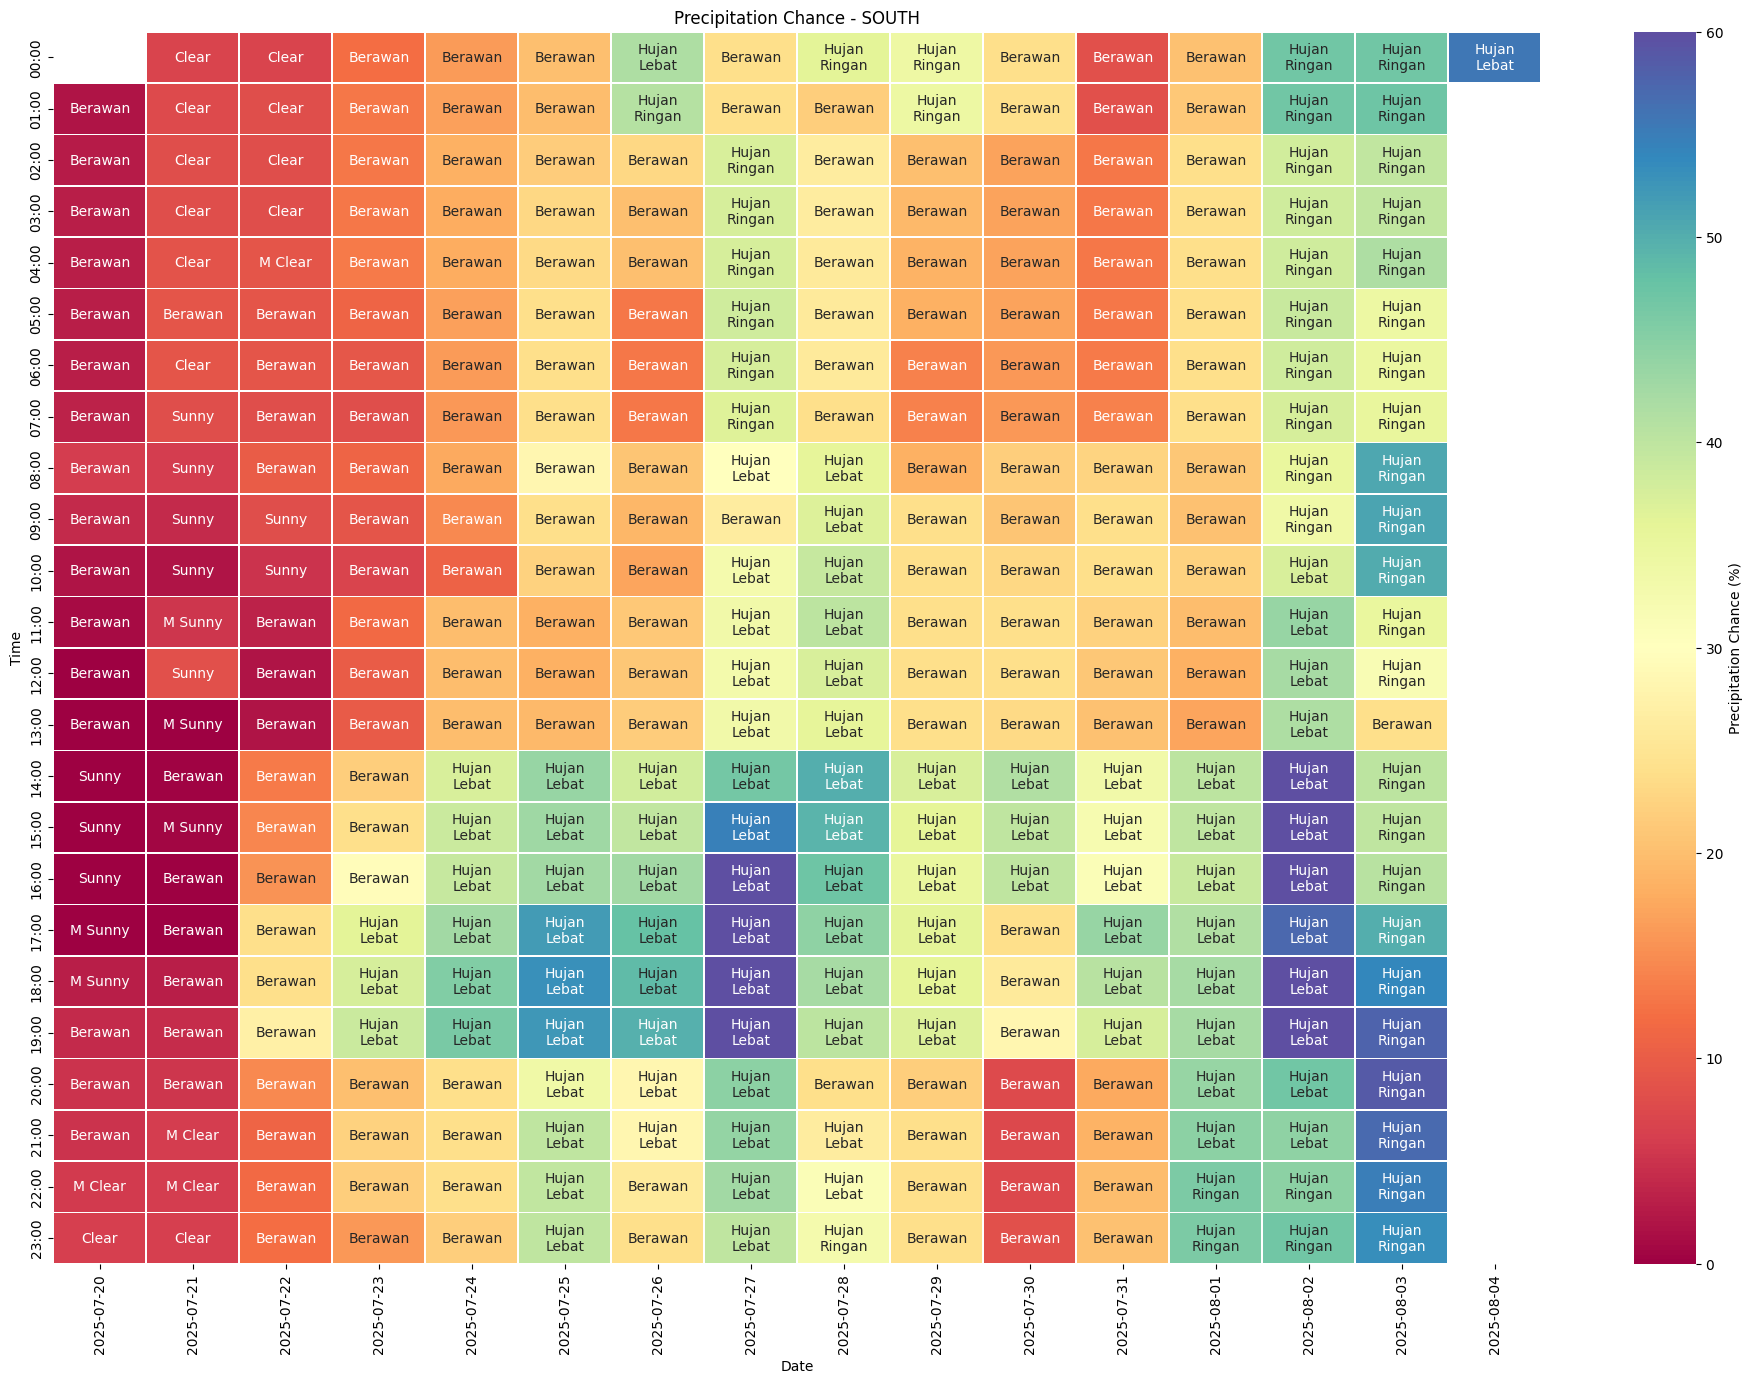 Precipitation Chance - SOUTH
00:00 Clear Clear Berawan Berawan Berawan Hujan Lebat Berawan Hujan Ringan Hujan Ringan Berawan Berawan Berawan Hujan Ringan Hujan Ringan Hujan Lebat
01:00 Berawan Clear Clear Berawan Berawan Berawan Hujan Ringan Berawan Berawan Hujan Ringan Berawan Berawan Berawan Hujan Ringan Hujan Ringan
02:00 Berawan Clear Clear Berawan Berawan Berawan Berawan Hujan Ringan Berawan Berawan Berawan Berawan Berawan Hujan Ringan Hujan Ringan
03:00 Berawan Clear Clear Berawan Berawan Berawan Berawan Hujan Ringan Berawan Berawan Berawan Berawan Berawan Hujan Ringan Hujan Ringan
04:00 Berawan Clear M Clear Berawan Berawan Berawan Berawan Hujan Ringan Berawan Berawan Berawan Berawan Berawan Hujan Ringan Hujan Ringan
05:00 Berawan Berawan Berawan Berawan Berawan Berawan Berawan Hujan Ringan Berawan Berawan Berawan Berawan Berawan Hujan Ringan Hujan Ringan
06:00 Berawan Clear Berawan Berawan Berawan Berawan Berawan Hujan Ringan Berawan Berawan Berawan Berawan Berawan Hujan Ringan Hujan Ringan
07:00 Berawan Sunny Berawan Berawan Berawan Berawan Berawan Hujan Ringan Berawan Berawan Berawan Berawan Berawan Hujan Ringan Hujan Ringan
08:00 Berawan Sunny Berawan Berawan Berawan Berawan Berawan Hujan Lebat Hujan Lebat Berawan Berawan Berawan Berawan Hujan Ringan Hujan Ringan
09:00 Berawan Sunny Sunny Berawan Berawan Berawan Berawan Berawan Hujan Lebat Berawan Berawan Berawan Berawan Hujan Ringan Hujan Ringan
10:00 Berawan Sunny Sunny Berawan Berawan Berawan Berawan Hujan Lebat Hujan Lebat Berawan Berawan Berawan Berawan Hujan Lebat Hujan Ringan
11:00 Berawan M Sunny Berawan Berawan Berawan Berawan Berawan Hujan Lebat Hujan Lebat Berawan Berawan Berawan Berawan Hujan Lebat Hujan Ringan
12:00 Berawan Sunny Berawan Berawan Berawan Berawan Berawan Hujan Lebat Hujan Lebat Berawan Berawan Berawan Berawan Hujan Lebat Hujan Ringan
13:00 Berawan M Sunny Berawan Berawan Berawan Berawan Berawan Hujan Lebat Hujan Lebat Berawan Berawan Berawan Berawan Hujan Lebat Berawan
14:00 Sunny Berawan Berawan Berawan Hujan Lebat Hujan Lebat Hujan Lebat Hujan Lebat Hujan Lebat Hujan Lebat Hujan Lebat Hujan Lebat Hujan Lebat Hujan Lebat Hujan Ringan
15:00 Sunny M Sunny Berawan Berawan Hujan Lebat Hujan Lebat Hujan Lebat Hujan Lebat Hujan Lebat Hujan Lebat Hujan Lebat Hujan Lebat Hujan Lebat Hujan Lebat Hujan Ringan
16:00 Sunny Berawan Berawan Berawan Hujan Lebat Hujan Lebat Hujan Lebat Hujan Lebat Hujan Lebat Hujan Lebat Hujan Lebat Hujan Lebat Hujan Lebat Hujan Lebat Hujan Ringan
17:00 M Sunny Berawan Berawan Hujan Lebat Hujan Lebat Hujan Lebat Hujan Lebat Hujan Lebat Hujan Lebat Hujan Lebat Berawan Hujan Lebat Hujan Lebat Hujan Lebat Hujan Ringan
18:00 M Sunny Berawan Berawan Hujan Lebat Hujan Lebat Hujan Lebat Hujan Lebat Hujan Lebat Hujan Lebat Hujan Lebat Berawan Hujan Lebat Hujan Lebat Hujan Lebat Hujan Ringan
19:00 Berawan Berawan Berawan Hujan Lebat Hujan Lebat Hujan Lebat Hujan Lebat Hujan Lebat Hujan Lebat Hujan Lebat Berawan Hujan Lebat Hujan Lebat Hujan Lebat Hujan Ringan
20:00 Berawan Berawan Berawan Berawan Berawan Hujan Lebat Hujan Lebat Hujan Lebat Berawan Berawan Berawan Berawan Hujan Lebat Hujan Lebat Hujan Ringan
21:00 Berawan M Clear Berawan Berawan Berawan Hujan Lebat Hujan Lebat Hujan Lebat Hujan Lebat Berawan Berawan Berawan Hujan Lebat Hujan Lebat Hujan Ringan
22:00 M Clear M Clear Berawan Berawan Berawan Hujan Lebat Berawan Hujan Lebat Hujan Lebat Berawan Berawan Berawan Hujan Ringan Hujan Ringan Hujan Ringan
23:00 Clear Clear Berawan Berawan Berawan Hujan Lebat Berawan Hujan Lebat Hujan Ringan Berawan Berawan Berawan Hujan Ringan Hujan Ringan Hujan Ringan
Time
2025-07-20 2025-07-21 2025-07-22 2025-07-23 2025-07-24 2025-07-25 2025-07-26 2025-07-27 2025-07-28 2025-07-29 2025-07-30 2025-07-31 2025-08-01 2025-08-02 2025-08-03 2025-08-04
Date
60
50
40
30
20
10
0
Precipitation Chance (%)